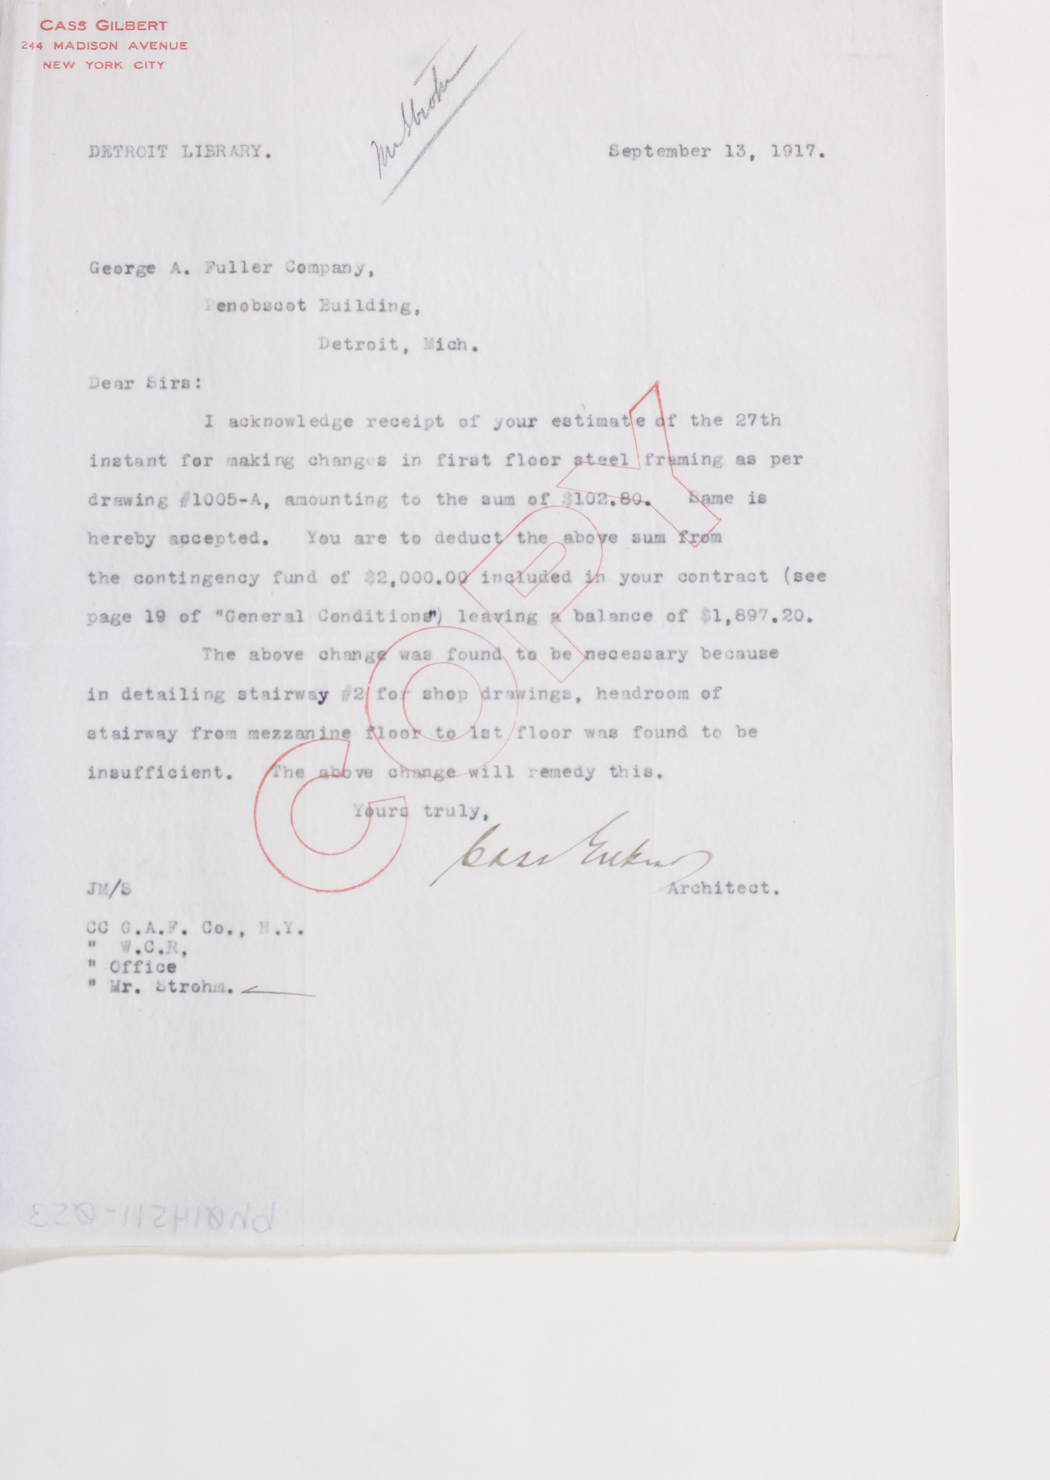 CASS GILBERT
244 MADISON AVENUE
NEW YORK CITY
Mr Strohm
DETROIT LIBRARY. September 13, 1917.
George A. Fuller Company,
Penobscot Building,
Detroit, Mich.
Dear Sirs:
I acknowledge receipt of your estimate of the 27th
instant for making changes in first floor steel framing as per
drawing #1005-A, amounting to the sum of $102.80. Same is
hereby accepted. You are to deduct the above sum from
the contingency fund of $2,000.00 included in your contract (see
page 19 of "General Conditions") leaving a balance of $1,897.20.
The above change was found to be necessary because
in detailing stairway #2 for shop drawings, headroom of
stairway from mezzanine floor to 1st floor was found to be
insufficient. The above change will remedy this.
Yours truly,
Cass Gilbert
JM/S Architect.
CC G.A.F. Co., N.Y.
" W.C.R,
" Office
" Mr. Strohm.
COPY